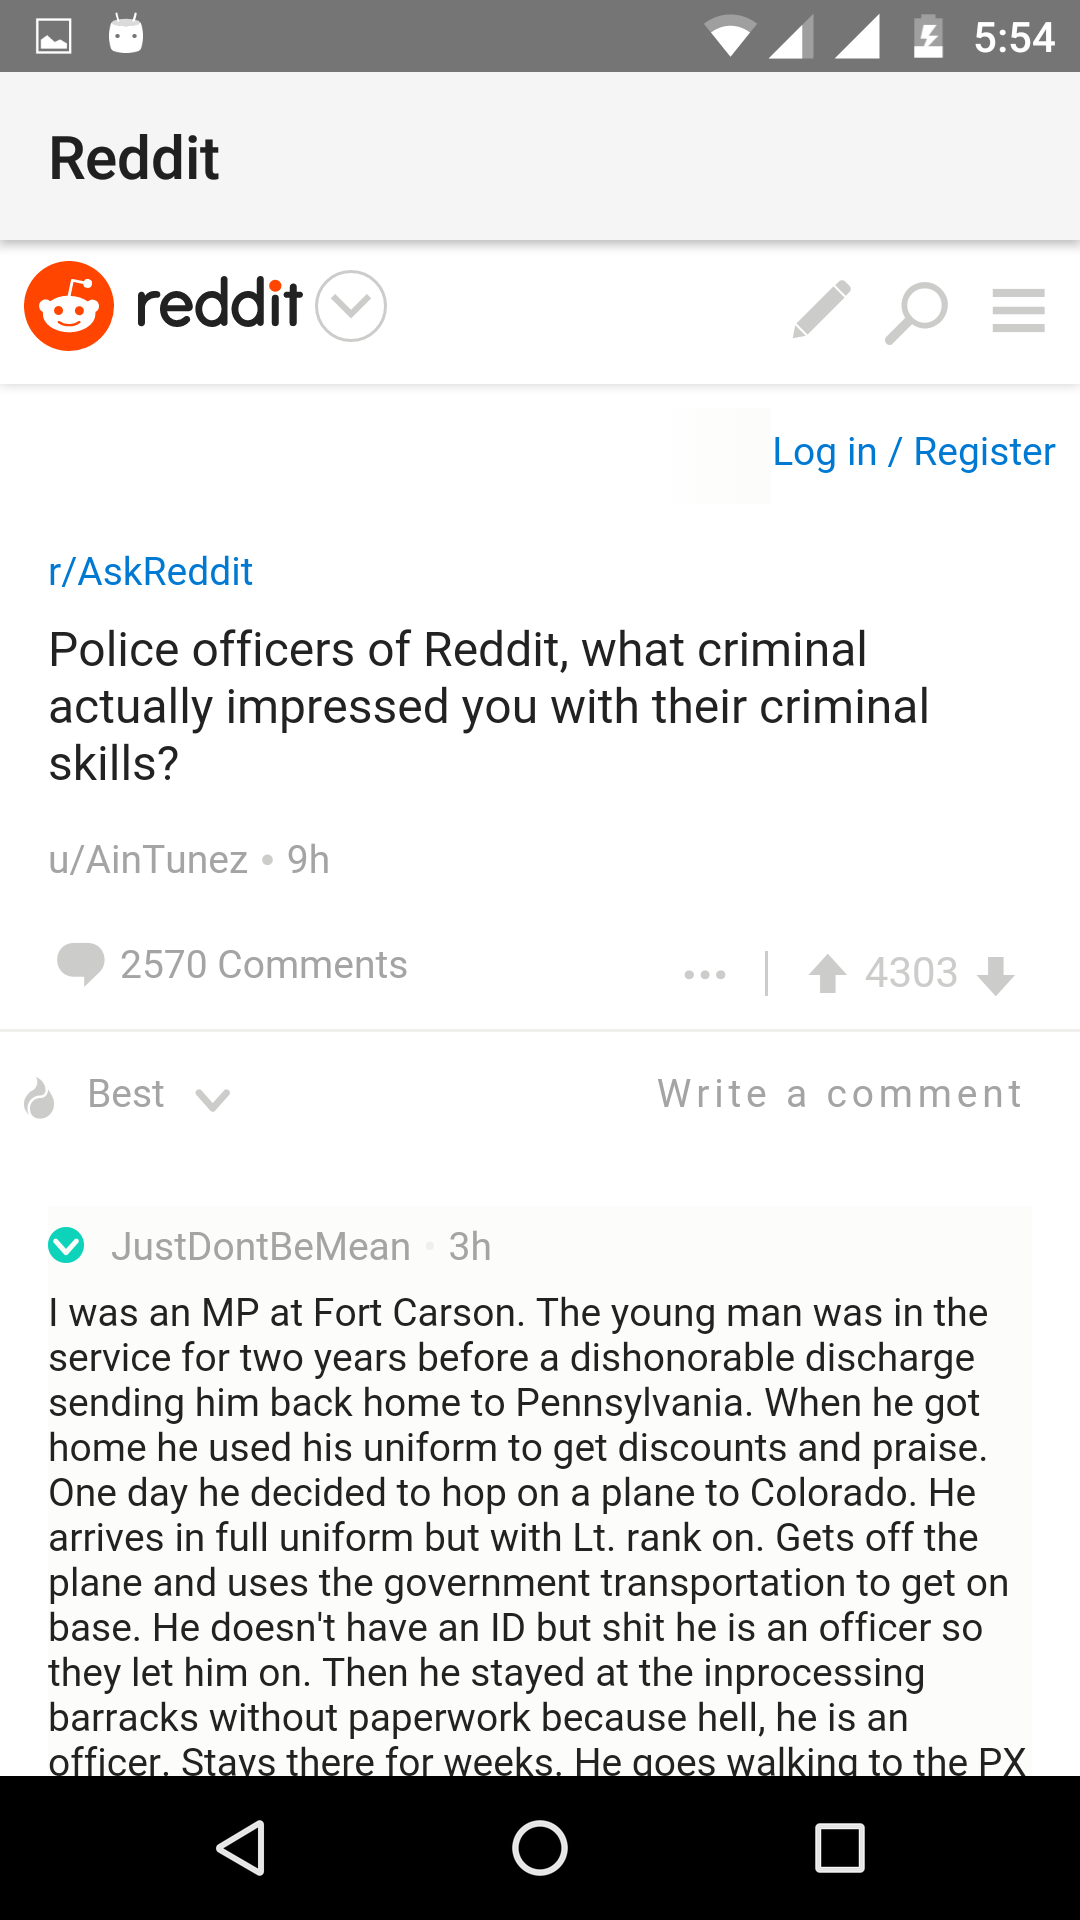 5:54
Reddit
reddit
Log in / Register
r/AskReddit
Police officers of Reddit, what criminal
actually impressed you with their criminal
skills?
u/AinTunez • 9h
2570 Comments
4303
Best
Write a comment
JustDontBeMean • 3h
I was an MP at Fort Carson. The young man was in the
service for two years before a dishonorable discharge
sending him back home to Pennsylvania. When he got
home he used his uniform to get discounts and praise.
One day he decided to hop on a plane to Colorado. He
arrives in full uniform but with Lt. rank on. Gets off the
plane and uses the government transportation to get on
base. He doesn't have an ID but shit he is an officer so
they let him on. Then he stayed at the inprocessing
barracks without paperwork because hell, he is an
officer. Stays there for weeks. He goes walking to the PX